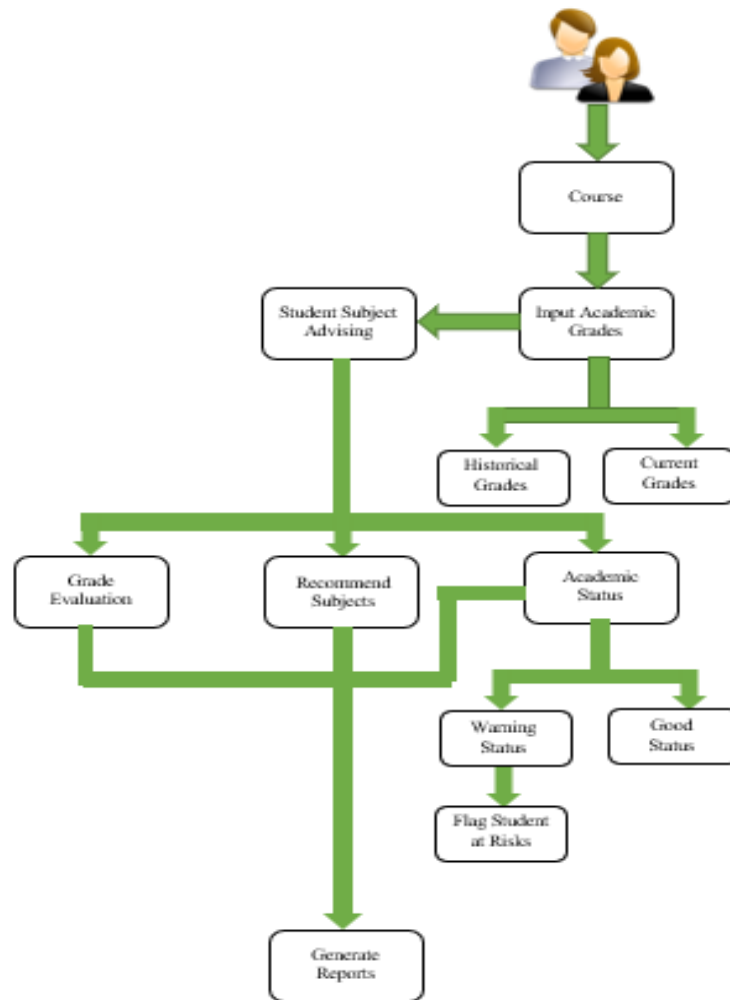 Course
Student Subject
Advising
Input Academic
Grades
Historical
Grades
Current
Grades
Grade
Evaluation
Recommend
Subjects
Academic
Status
Warning
Status
Good
Status
Flag Student
at Risks
Generate
Reports